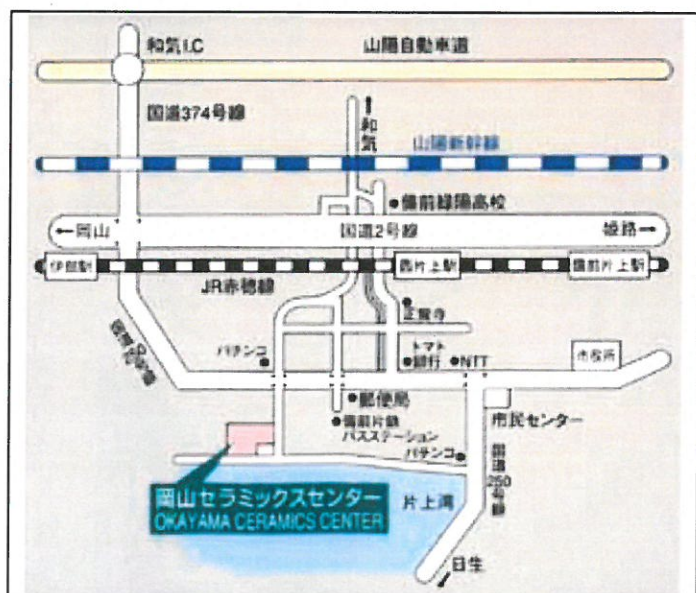 和気I.C
山陽自動車道
国道374号線
和気
山陽新幹線
備前緑陽高校
←岡山
国道2号線
姫路→
伊部駅
西片上駅
備前片上駅
JR赤穂線
正覚寺
パチンコ
トマト
銀行
NTT
市役所
郵便局
備前片鉄
バスステーション
市民センター
パチンコ
国道250号線
岡山セラミックスセンター
OKAYAMA CERAMICS CENTER
片上湾
日生